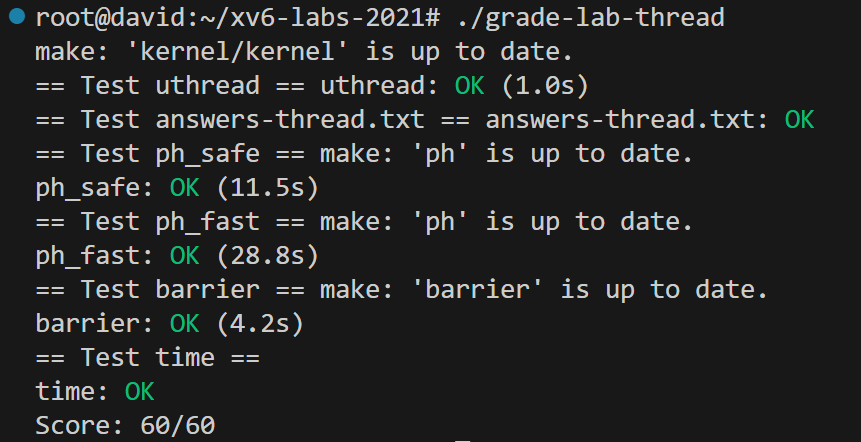 root@david:~/xv6-labs-2021# ./grade-lab-thread
make: 'kernel/kernel' is up to date.
== Test uthread == uthread: OK (1.0s)
== Test answers-thread.txt == answers-thread.txt: OK
== Test ph_safe == make: 'ph' is up to date.
ph_safe: OK (11.5s)
== Test ph_fast == make: 'ph' is up to date.
ph_fast: OK (28.8s)
== Test barrier == make: 'barrier' is up to date.
barrier: OK (4.2s)
== Test time ==
time: OK
Score: 60/60